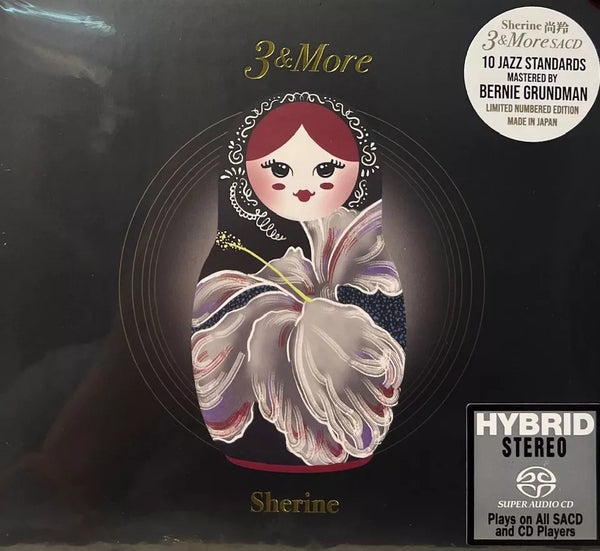 3 & More
Sherine 尚羚
3 & More SACD
10 JAZZ STANDARDS
MASTERED BY
BERNIE GRUNDMAN
LIMITED NUMBERED EDITION
MADE IN JAPAN
Sherine
HYBRID
STEREO
SUPER AUDIO CD
Plays on All SACD
and CD Players